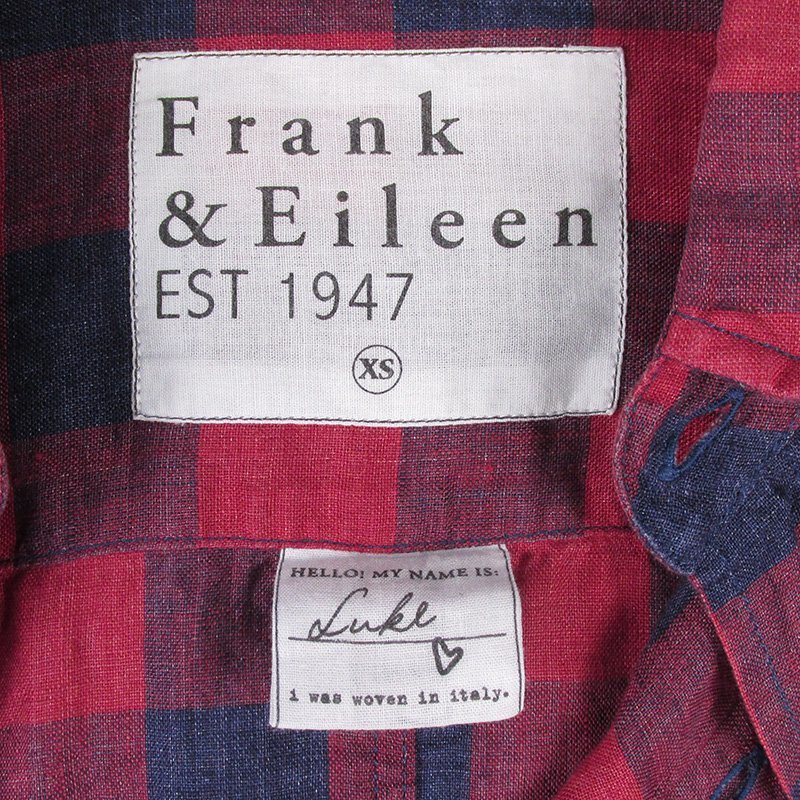 Frank
& Eileen
EST 1947
XS
HELLO! MY NAME IS:
Luke
i was woven in italy.